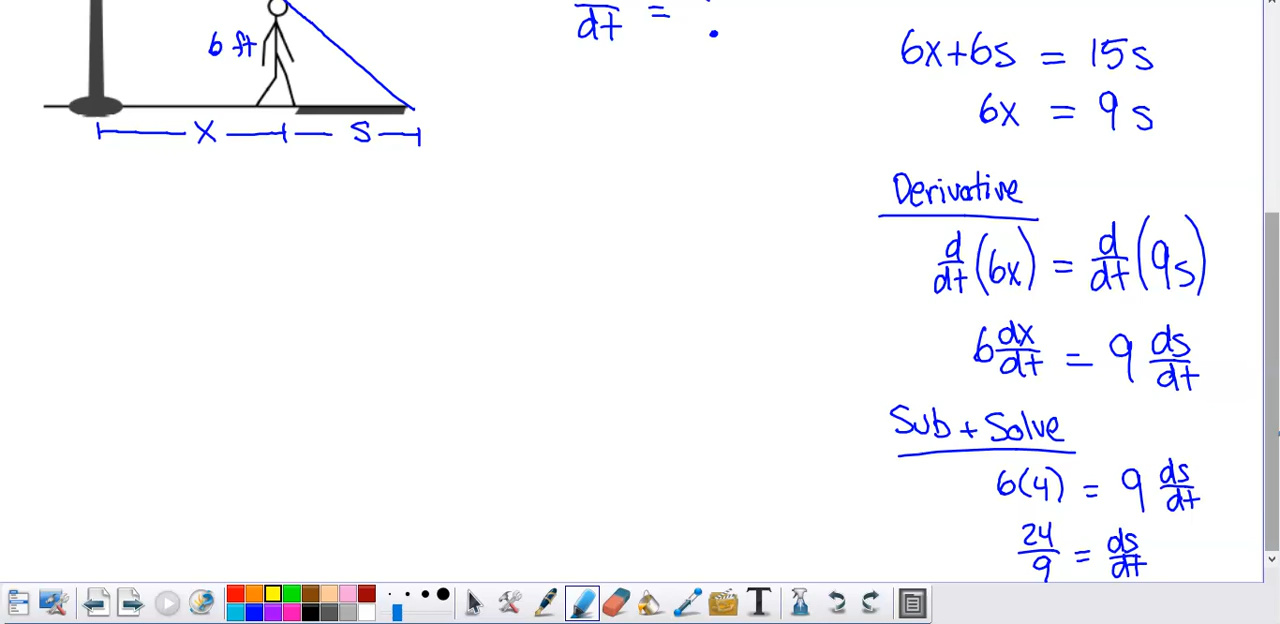 6 ft
x
s
dt = ?
6x+6s = 15s
6x = 9s
Derivative
d/dt (6x) = d/dt (9s)
6 dx/dt = 9 ds/dt
Sub + Solve
6(4) = 9 ds/dt
24/9 = ds/dt
T